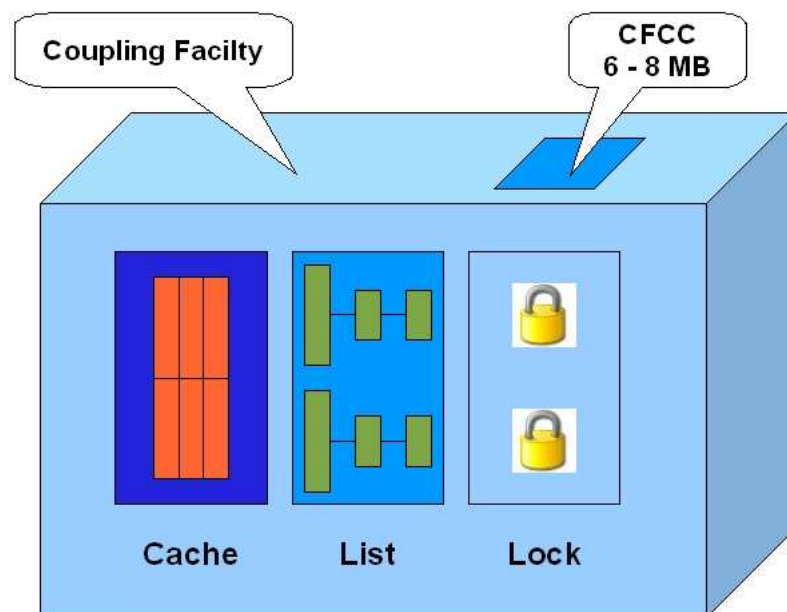 Coupling Facilty
CFCC
6 - 8 MB
Cache
List
Lock